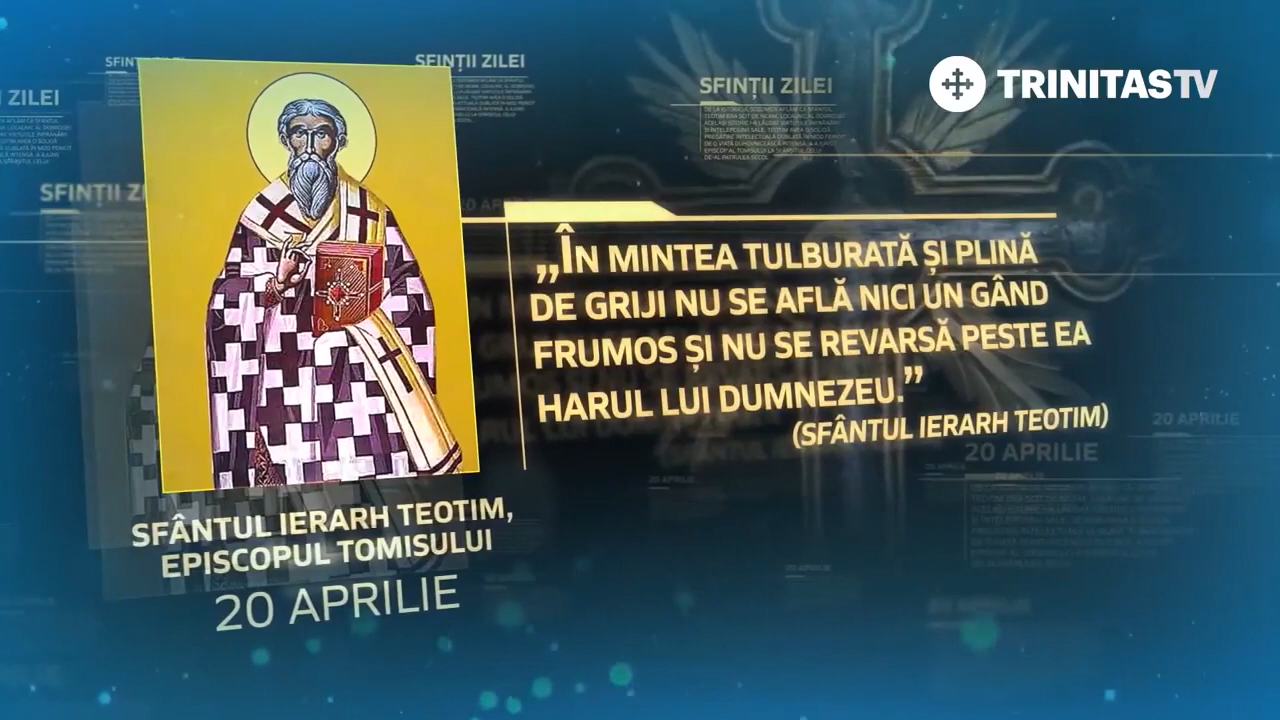 TRINITAS TV
SFINȚII ZILEI
SFINȚII ZILEI
„ÎN MINTEA TULBURATĂ ȘI PLINĂ
DE GRIJI NU SE AFLĂ NICI UN GÂND
FRUMOS ȘI NU SE REVARSĂ PESTE EA
HARUL LUI DUMNEZEU.”
(SFÂNTUL IERARH TEOTIM)
20 APRILIE
20 APRILIE
SFÂNTUL IERARH TEOTIM,
EPISCOPUL TOMISULUI
20 APRILIE